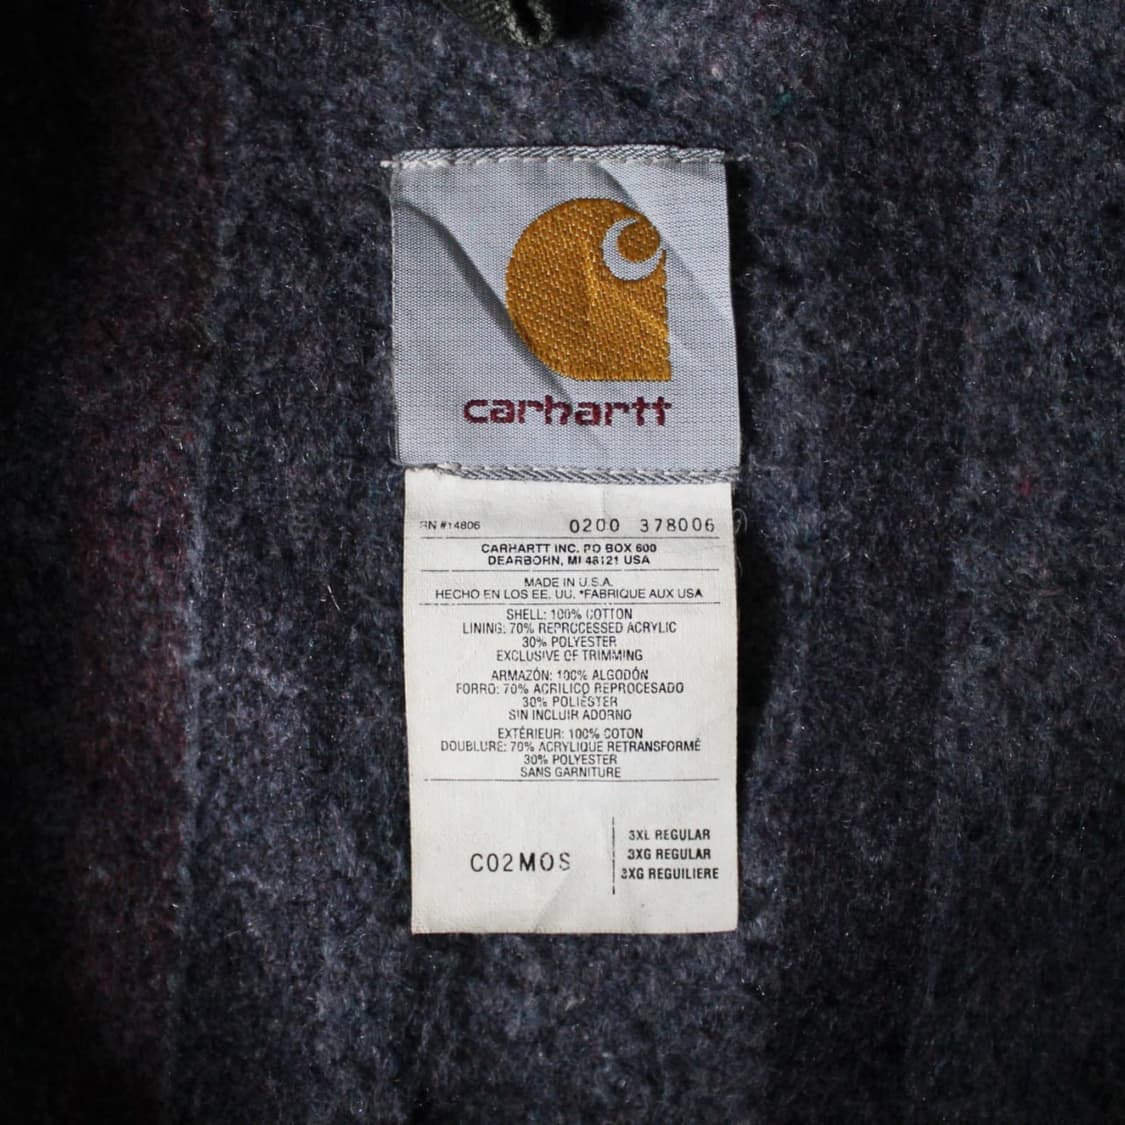 carhartt
RN #14806
0200 378006
CARHARTT INC. PO BOX 600
DEARBORN, MI 48121 USA
MADE IN U.S.A.
HECHO EN LOS EE. UU. *FABRIQUE AUX USA
SHELL: 100% COTTON
LINING: 70% REPROCESSED ACRYLIC
30% POLYESTER
EXCLUSIVE OF TRIMMING
ARMAZÓN: 100% ALGODÓN
FORRO: 70% ACRILICO REPROCESADO
30% POLIÉSTER
SIN INCLUIR ADORNO
EXTÉRIEUR: 100% COTON
DOUBLURE: 70% ACRYLIQUE RETRANSFORMÉ
30% POLYESTER
SANS GARNITURE
C02MOS
3XL REGULAR
3XG REGULAR
3XG REGUILIERE